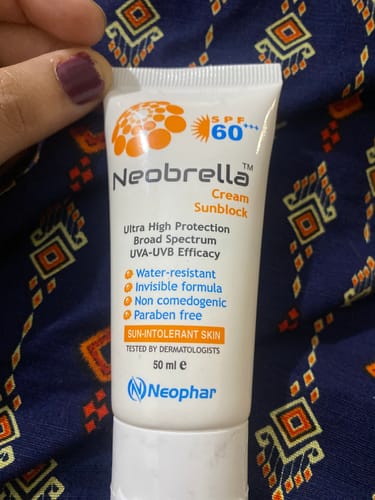 SPF
60+++
Neobrella™
Cream
Sunblock
Ultra High Protection
Broad Spectrum
UVA-UVB Efficacy
Water-resistant
Invisible formula
Non comedogenic
Paraben free
SUN-INTOLERANT SKIN
TESTED BY DERMATOLOGISTS
50 ml e
Neophar